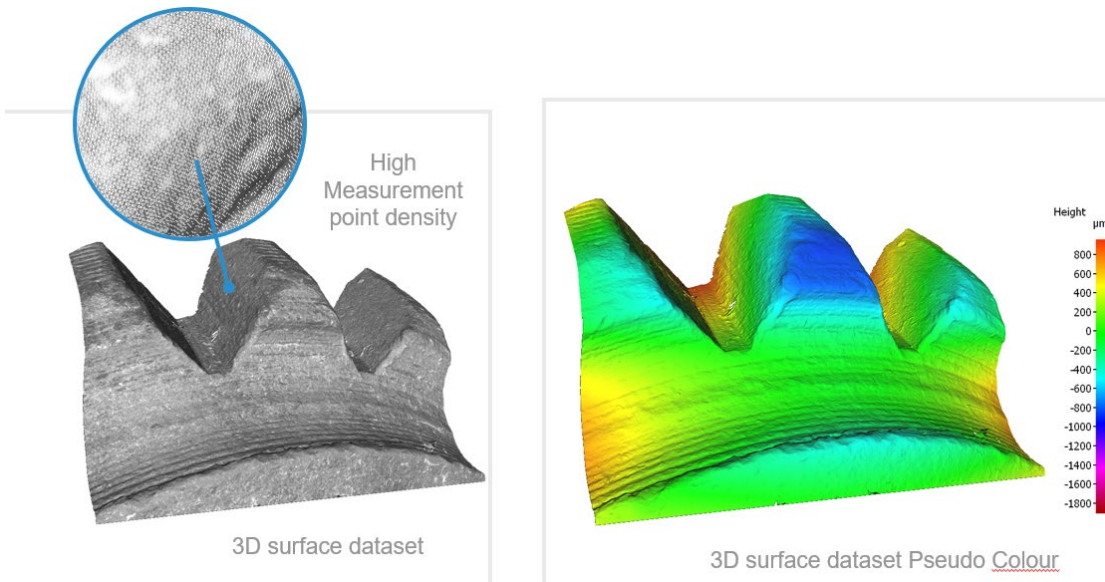 High
Measurement
point density
3D surface dataset
Height
µm
800
600
400
200
0
-200
-400
-600
-800
-1000
-1200
-1400
-1600
-1800
3D surface dataset Pseudo Colour